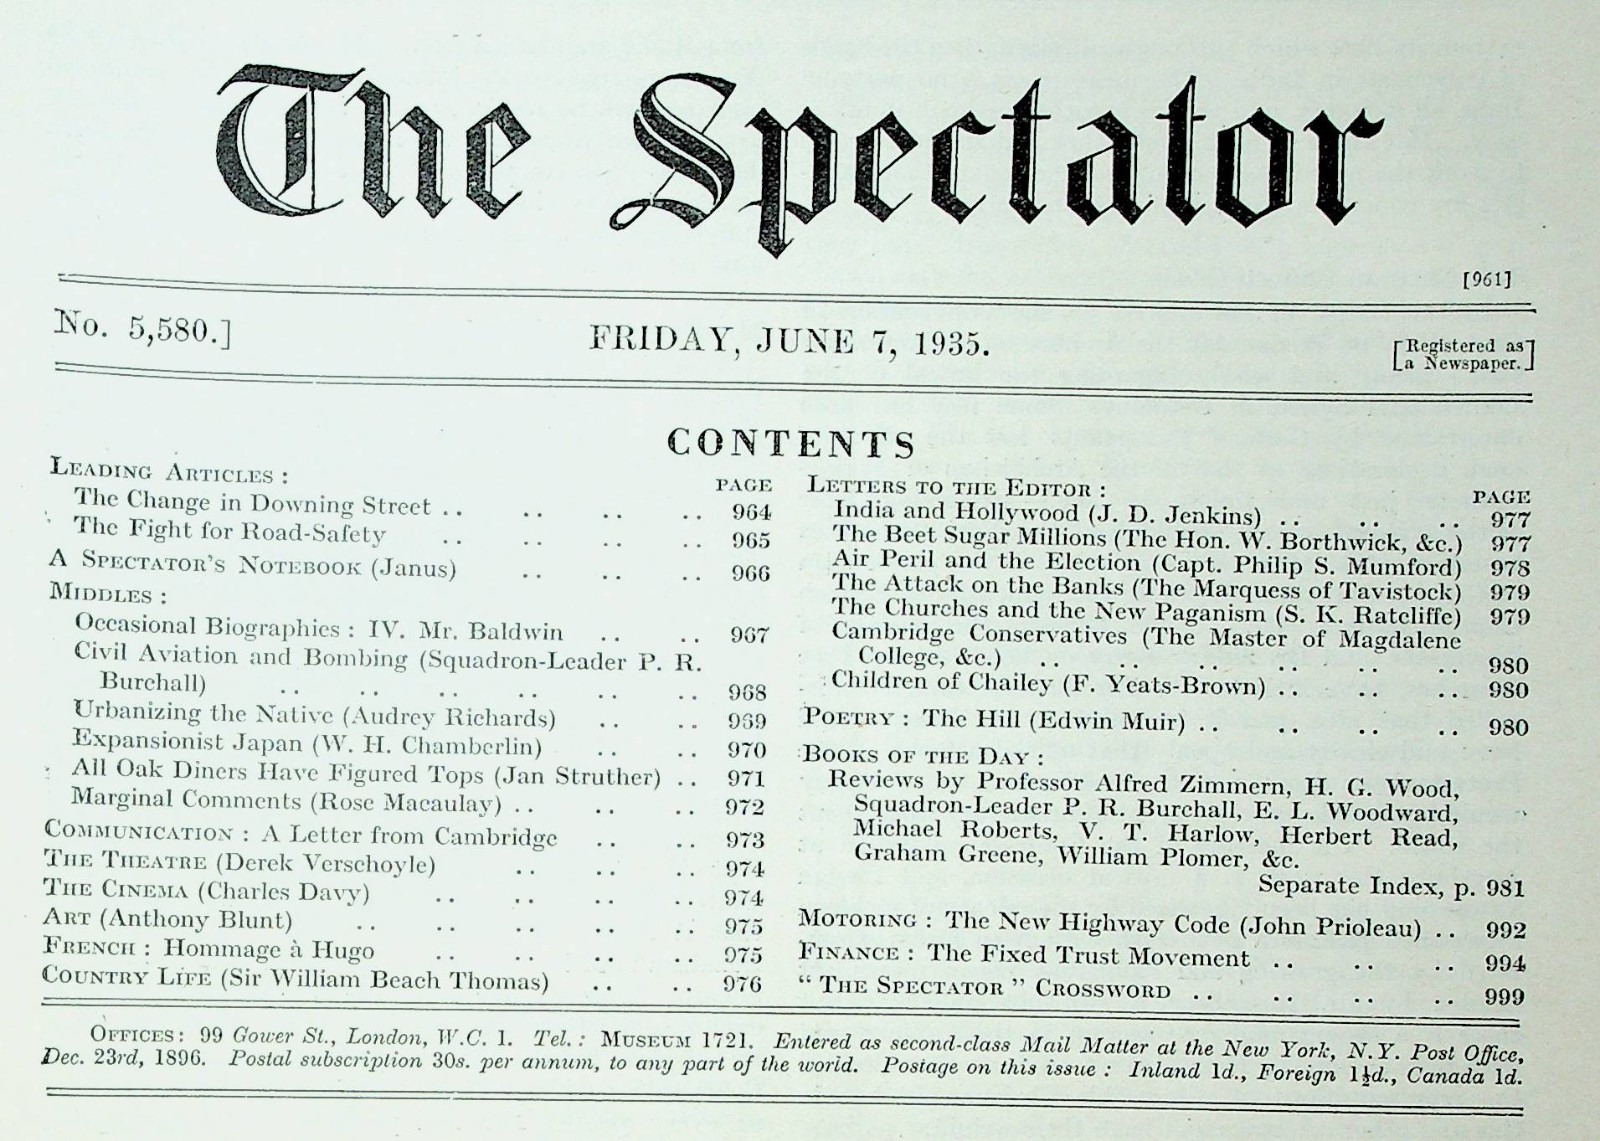 The Spectator
[961]
No. 5,580.]
FRIDAY, JUNE 7, 1935.
[Registered as
a Newspaper.]
CONTENTS
LEADING ARTICLES :
PAGE
The Change in Downing Street .. .. .. .. 964
The Fight for Road-Safety .. .. .. .. 965
A SPECTATOR'S NOTEBOOK (Janus) .. .. .. 966
MIDDLES :
Occasional Biographies : IV. Mr. Baldwin .. .. 967
Civil Aviation and Bombing (Squadron-Leader P. R.
Burchall) .. .. .. .. .. .. 968
Urbanizing the Native (Audrey Richards) .. .. 969
Expansionist Japan (W. H. Chamberlin) .. .. 970
All Oak Diners Have Figured Tops (Jan Struther) .. 971
Marginal Comments (Rose Macaulay) .. .. .. 972
COMMUNICATION : A Letter from Cambridge .. .. 973
THE THEATRE (Derek Verschoyle) .. .. .. 974
THE CINEMA (Charles Davy) .. .. .. .. 974
ART (Anthony Blunt) .. .. .. .. .. 975
FRENCH : Hommage à Hugo .. .. .. .. 975
COUNTRY LIFE (Sir William Beach Thomas) .. .. 976
LETTERS TO THE EDITOR :
PAGE
India and Hollywood (J. D. Jenkins) .. .. .. 977
The Beet Sugar Millions (The Hon. W. Borthwick, &c.) 977
Air Peril and the Election (Capt. Philip S. Mumford) 978
The Attack on the Banks (The Marquess of Tavistock) 979
The Churches and the New Paganism (S. K. Ratcliffe) 979
Cambridge Conservatives (The Master of Magdalene
College, &c.) .. .. .. .. .. .. 980
Children of Chailey (F. Yeats-Brown) .. .. .. 980
POETRY : The Hill (Edwin Muir) .. .. .. .. 980
BOOKS OF THE DAY :
Reviews by Professor Alfred Zimmern, H. G. Wood,
Squadron-Leader P. R. Burchall, E. L. Woodward,
Michael Roberts, V. T. Harlow, Herbert Read,
Graham Greene, William Plomer, &c.
Separate Index, p. 981
MOTORING : The New Highway Code (John Prioleau) .. 992
FINANCE : The Fixed Trust Movement .. .. .. 994
“ THE SPECTATOR ” CROSSWORD .. .. .. .. 999
OFFICES: 99 Gower St., London, W.C. 1. Tel. : MUSEUM 1721. Entered as second-class Mail Matter at the New York, N.Y. Post Office,
Dec. 23rd, 1896. Postal subscription 30s. per annum, to any part of the world. Postage on this issue : Inland 1d., Foreign 1½d., Canada 1d.